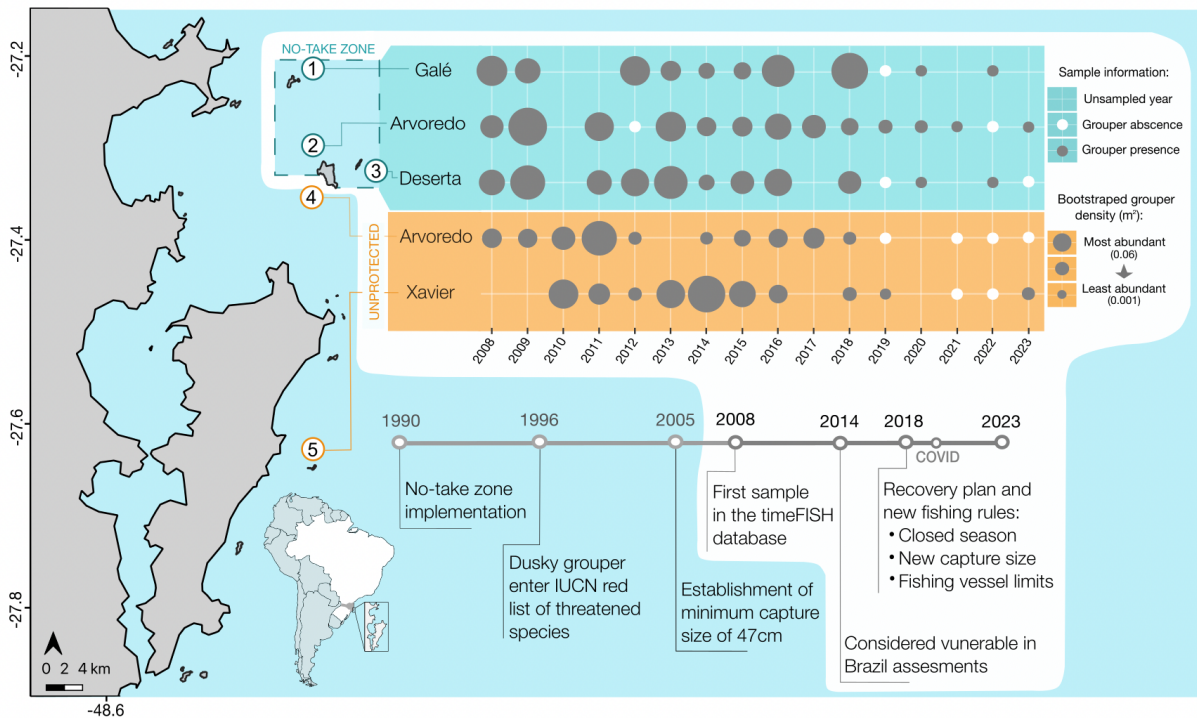 -27.2
-27.4
-27.6
-27.8
-48.6
0 2 4 km
NO-TAKE ZONE
1
2
3
4
5
UNPROTECTED
Galé
Arvoredo
Deserta
Arvoredo
Xavier
2008
2009
2010
2011
2012
2013
2014
2015
2016
2017
2018
2019
2020
2021
2022
2023
Sample information:
Unsampled year
Grouper abscence
Grouper presence
Bootstraped grouper
density (m²):
Most abundant
(0.06)
Least abundant
(0.001)
1990
1996
2005
2008
2014
2018
2023
COVID
No-take zone
implementation
Dusky grouper
enter IUCN red
list of threatened
species
Establishment of
minimum capture
size of 47cm
First sample
in the timeFISH
database
Considered vunerable in
Brazil assesments
Recovery plan and
new fishing rules:
• Closed season
• New capture size
• Fishing vessel limits